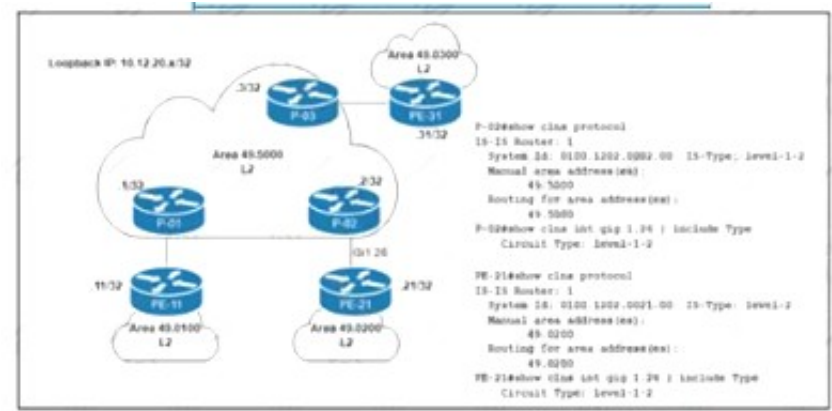 Loopback IP: 10.12.20.x/32
Area 49.0300
L2
.3/32
P-03
PE-31
.31/32
Area 49.5000
L2
.1/32
.2/32
P-01
P-02
Gi1.26
.11/32
PE-11
PE-21
.21/32
Area 49.0100
L2
Area 49.0200
L2
P-02#show clns protocol
IS-IS Router: 1
System Id: 0100.1202.0002.00 IS-Type: level-1-2
Manual area address(es):
49.5000
Routing for area address(es):
49.5000
P-02#show clns int gig 1.26 | include Type
Circuit Type: level-1-2
PE-21#show clns protocol
IS-IS Router: 1
System Id: 0100.1202.0021.00 IS-Type: level-2
Manual area address(es):
49.0200
Routing for area address(es):
49.0200
PE-21#show clns int gig 1.26 | include Type
Circuit Type: level-1-2